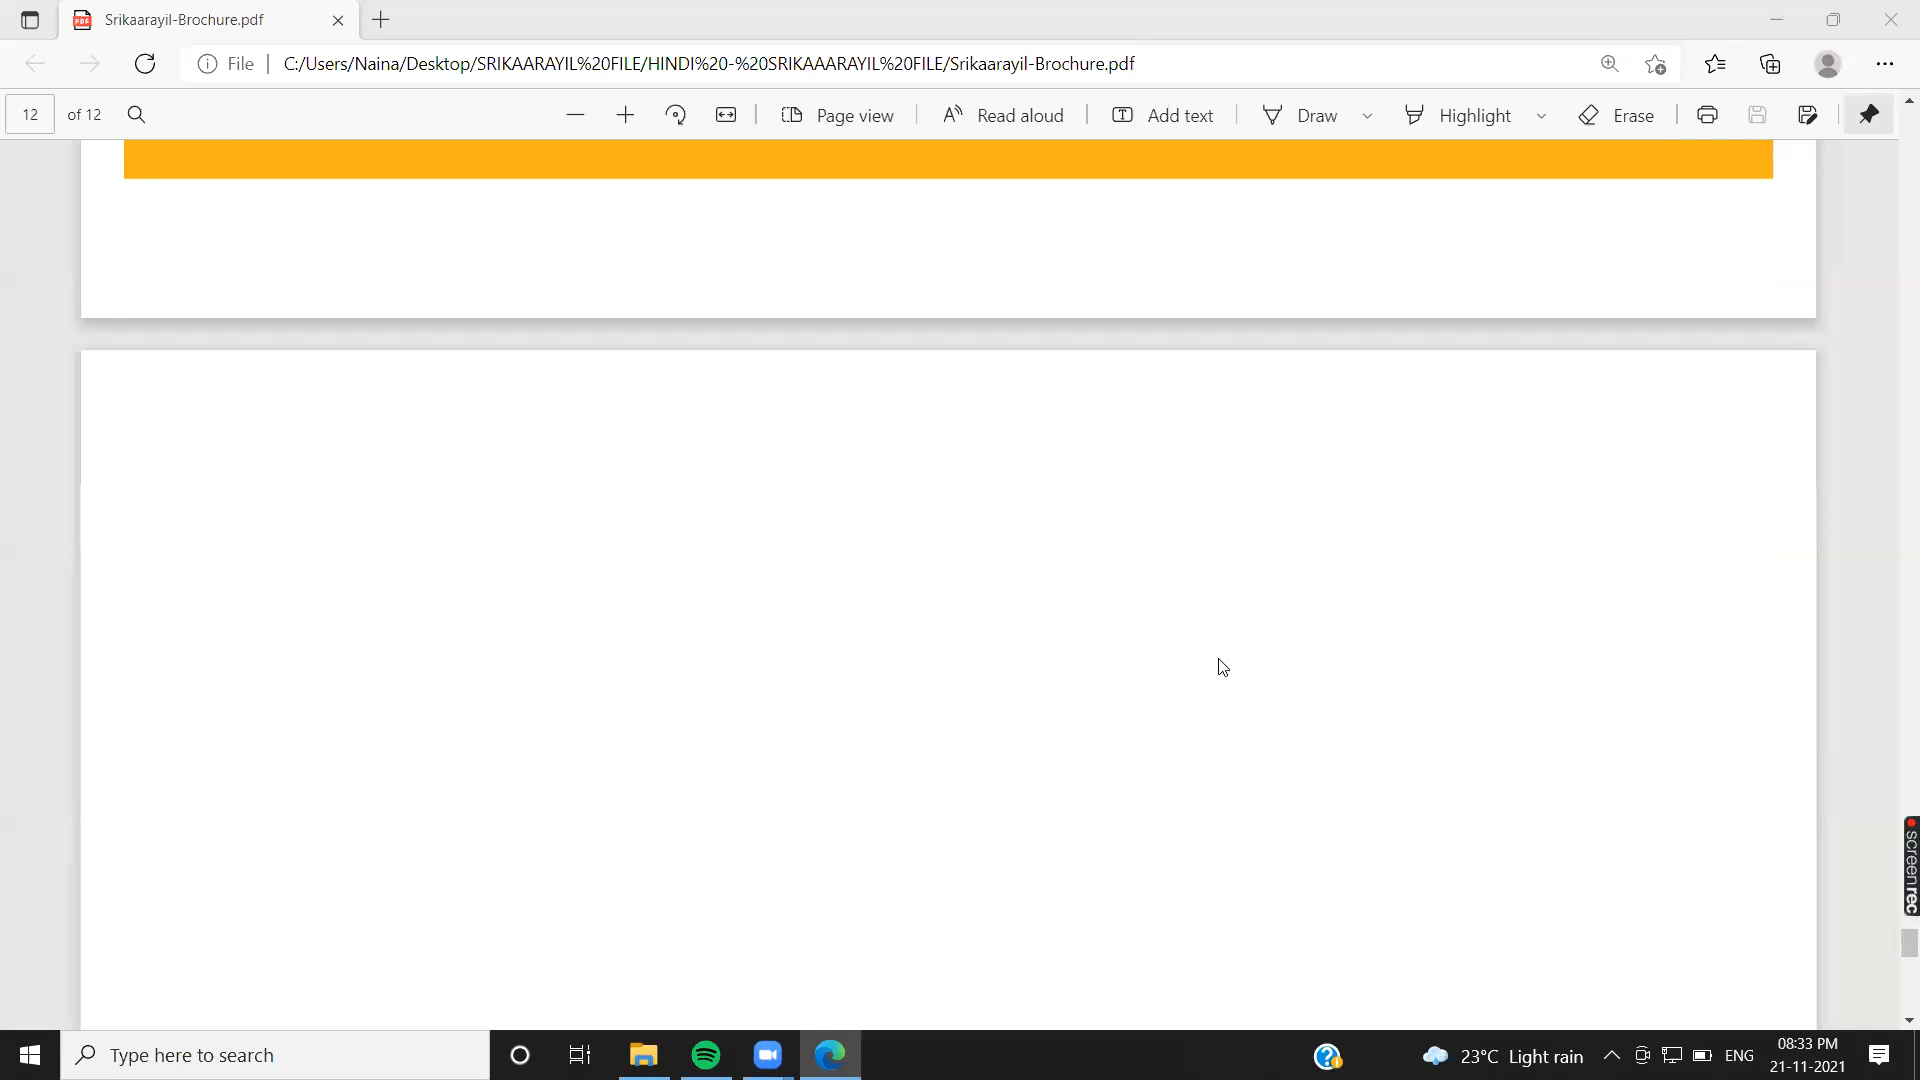 Srikaarayil-Brochure.pdf
File C:/Users/Naina/Desktop/SRIKAARAYIL%20FILE/HINDI%20-%20SRIKAAARAYIL%20FILE/Srikaarayil-Brochure.pdf
12 of 12 Page view Read aloud Add text Draw Highlight Erase
screenrec
Type here to search 23°C Light rain ENG 08:33 PM
21-11-2021